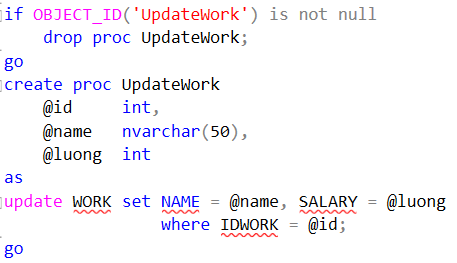 if OBJECT_ID('UpdateWork') is not null
    drop proc UpdateWork;
go
create proc UpdateWork
    @id     int,
    @name   nvarchar(50),
    @luong  int
as
update WORK set NAME = @name, SALARY = @luong
                where IDWORK = @id;
go